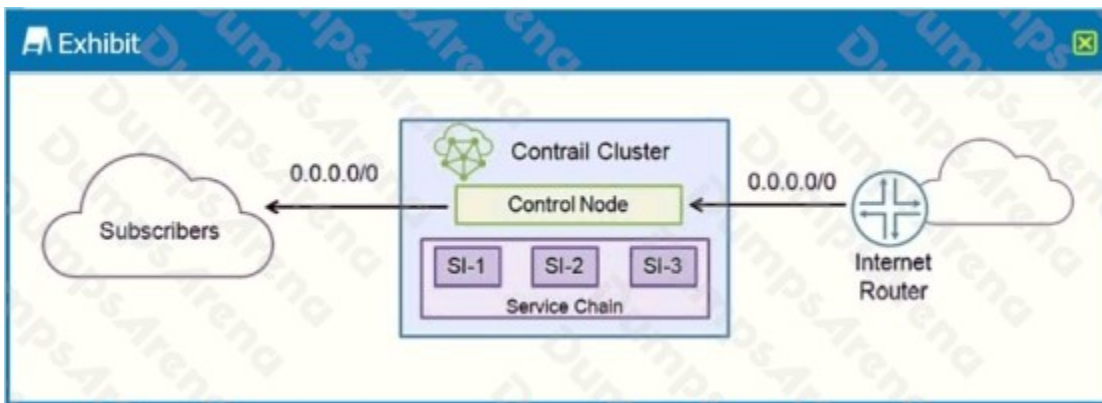 Exhibit
Contrail Cluster
0.0.0.0/0
0.0.0.0/0
Control Node
Subscribers
SI-1 SI-2 SI-3
Service Chain
Internet
Router
DumpsArena